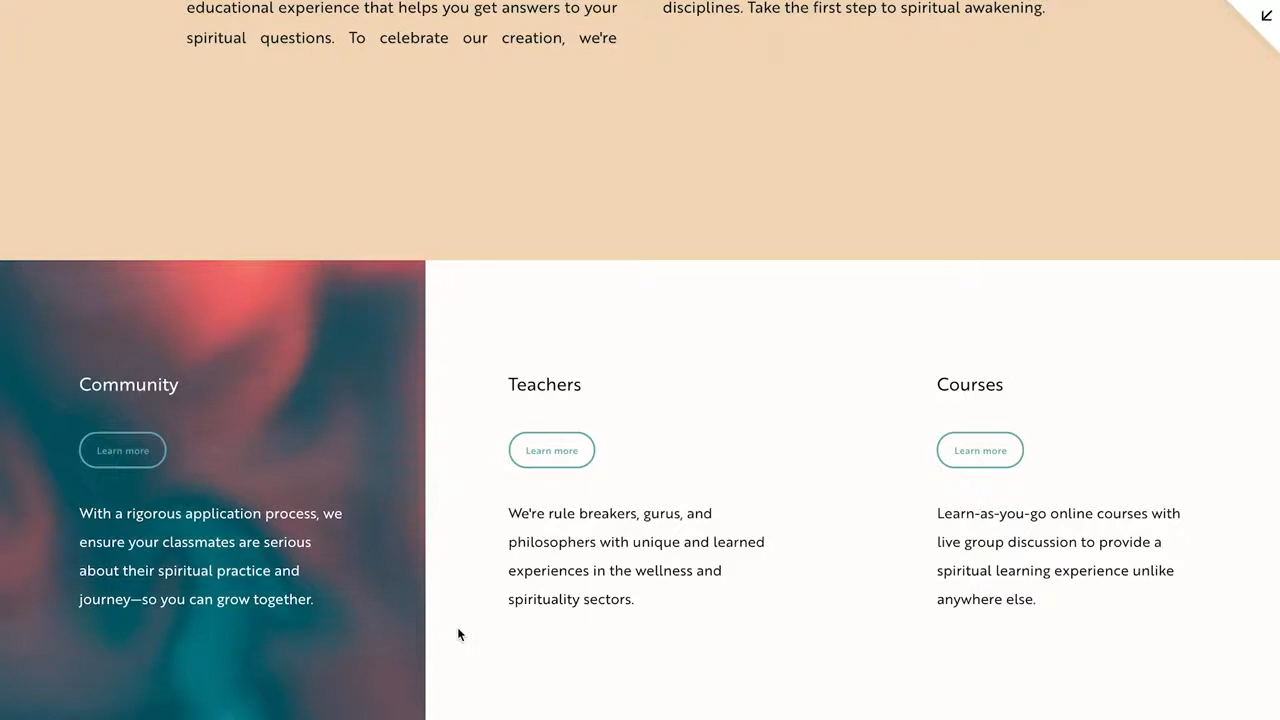 educational experience that helps you get answers to your
spiritual questions. To celebrate our creation, we're
disciplines. Take the first step to spiritual awakening.
Community
Learn more
With a rigorous application process, we
ensure your classmates are serious
about their spiritual practice and
journey—so you can grow together.
Teachers
Learn more
We're rule breakers, gurus, and
philosophers with unique and learned
experiences in the wellness and
spirituality sectors.
Courses
Learn more
Learn-as-you-go online courses with
live group discussion to provide a
spiritual learning experience unlike
anywhere else.